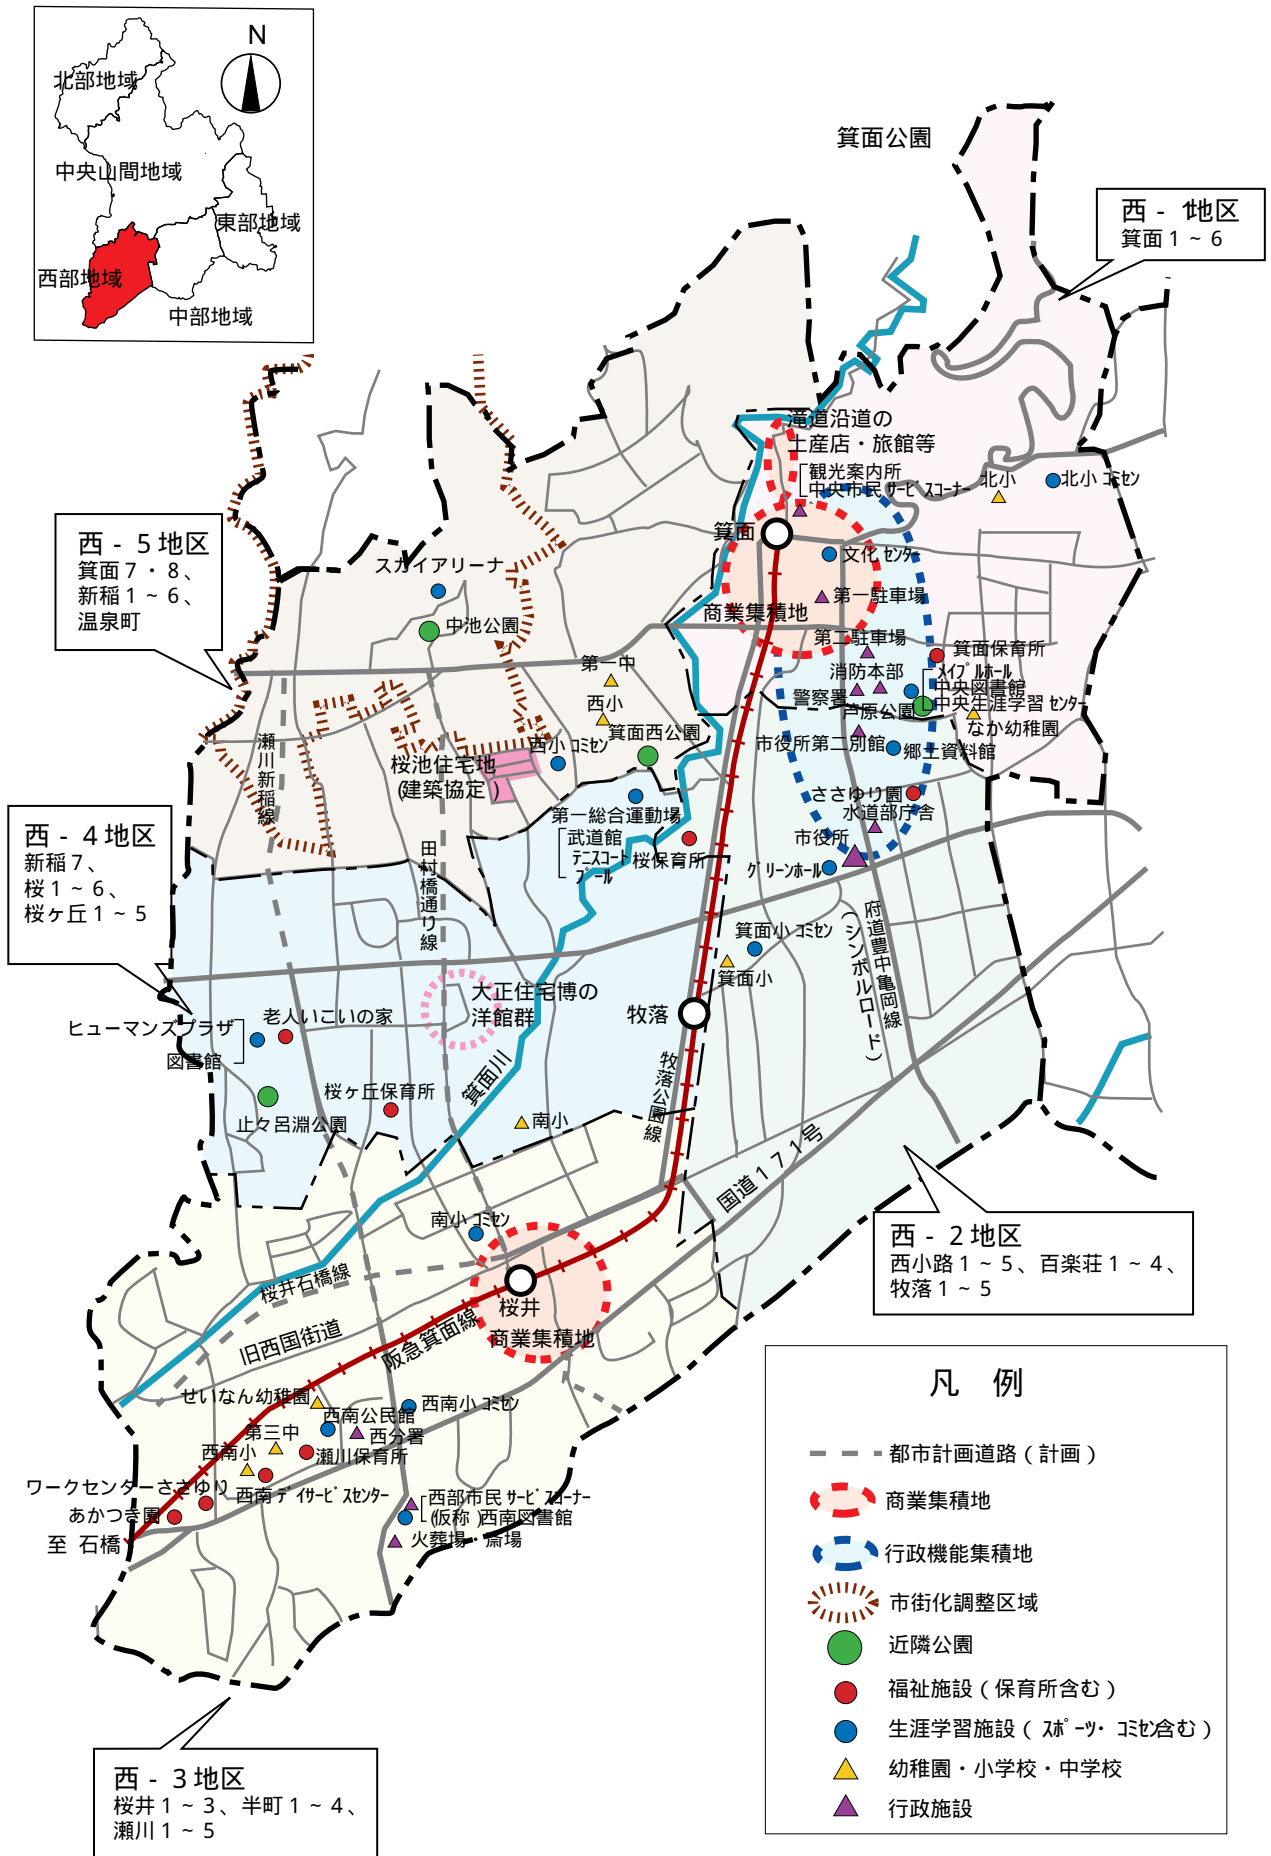 N
北部地域
中央山間地域
東部地域
西部地域
中部地域
箕面公園
西 - 1地区
箕面1～6
滝道沿道の
土産店・旅館等
観光案内所
中央市民ｻｰﾋﾞｽｺｰﾅｰ
北小
北小ｺﾐｾﾝ
箕面
文化ｾﾝﾀｰ
第一駐車場
商業集積地
第二駐車場
箕面保育所
消防本部
ﾒｲﾌﾟﾙﾎｰﾙ
中央図書館
中央生涯学習ｾﾝﾀｰ
警察署
芦原公園
なか幼稚園
市役所第二別館
郷土資料館
ささゆり園
水道部庁舎
市役所
ｸﾞﾘｰﾝﾎｰﾙ
西 - 5地区
箕面7・8、
新稲1～6、
温泉町
スカイアリーナ
中池公園
第一中
西小
箕面西公園
西小ｺﾐｾﾝ
桜池住宅地
(建築協定)
瀬川新稲線
第一総合運動場
武道館
ﾃﾆｽｺｰﾄ
ﾌﾟｰﾙ
桜保育所
西 - 4地区
新稲7、
桜1～6、
桜ヶ丘1～5
田村橋通り線
箕面小ｺﾐｾﾝ
箕面小
府道豊中亀岡線
(シンボルロード)
大正住宅博の
洋館群
牧落
老人いこいの家
ヒューマンズプラザ
図書館
桜ヶ丘保育所
止々呂淵公園
箕面川
南小
牧落公園線
国道171号
西 - 2地区
西小路1～5、百楽荘1～4、
牧落1～5
南小ｺﾐｾﾝ
桜井石橋線
桜井
商業集積地
旧西国街道
阪急箕面線
せいなん幼稚園
西南小ｺﾐｾﾝ
西南公民館
西分署
第三中
瀬川保育所
西南小
西南ﾃﾞｲｻｰﾋﾞｽｾﾝﾀｰ
ワークセンターささゆり
あかつき園
至 石橋
西部市民ｻｰﾋﾞｽｺｰﾅｰ
(仮称)西南図書館
火葬場・斎場
西 - 3地区
桜井1～3、半町1～4、
瀬川1～5
凡 例
都市計画道路(計画)
商業集積地
行政機能集積地
市街化調整区域
近隣公園
福祉施設(保育所含む)
生涯学習施設(ｽﾎﾟｰﾂ・ｺﾐｾﾝ含む)
幼稚園・小学校・中学校
行政施設